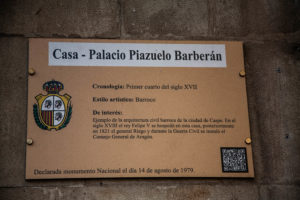 Casa - Palacio Piazuelo Barberán
Cronología: Primer cuarto del siglo XVII
Estilo artístico: Barroco
De interés:
Ejemplo de la arquitectura civil barroca de la ciudad de Caspe. En el
siglo XVIII el rey Felipe V se hospedó en esta casa, posteriormente
en 1821 el general Riego y durante la Guerra Civil se instaló el
Consejo General de Aragón.
Declarada monumento Nacional el día 14 de agosto de 1979.